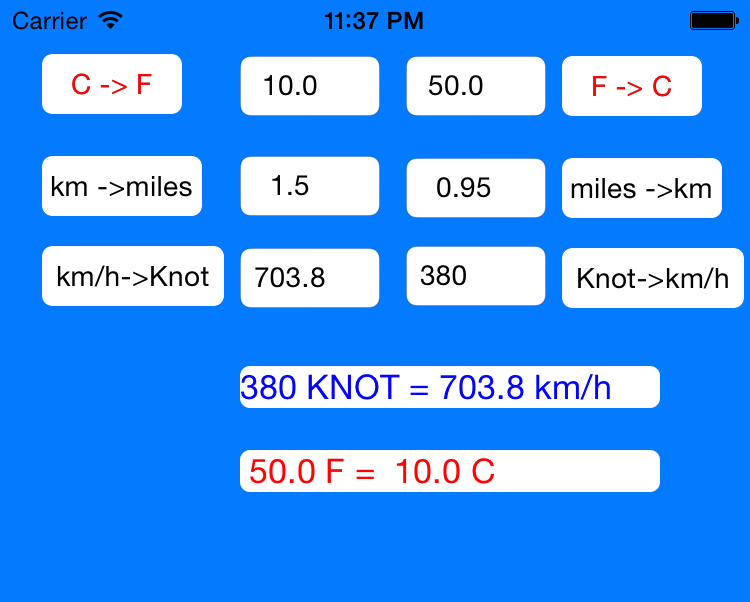 Carrier 11:37 PM
C -> F 10.0 50.0 F -> C
km ->miles 1.5 0.95 miles ->km
km/h->Knot 703.8 380 Knot->km/h
380 KNOT = 703.8 km/h
50.0 F = 10.0 C